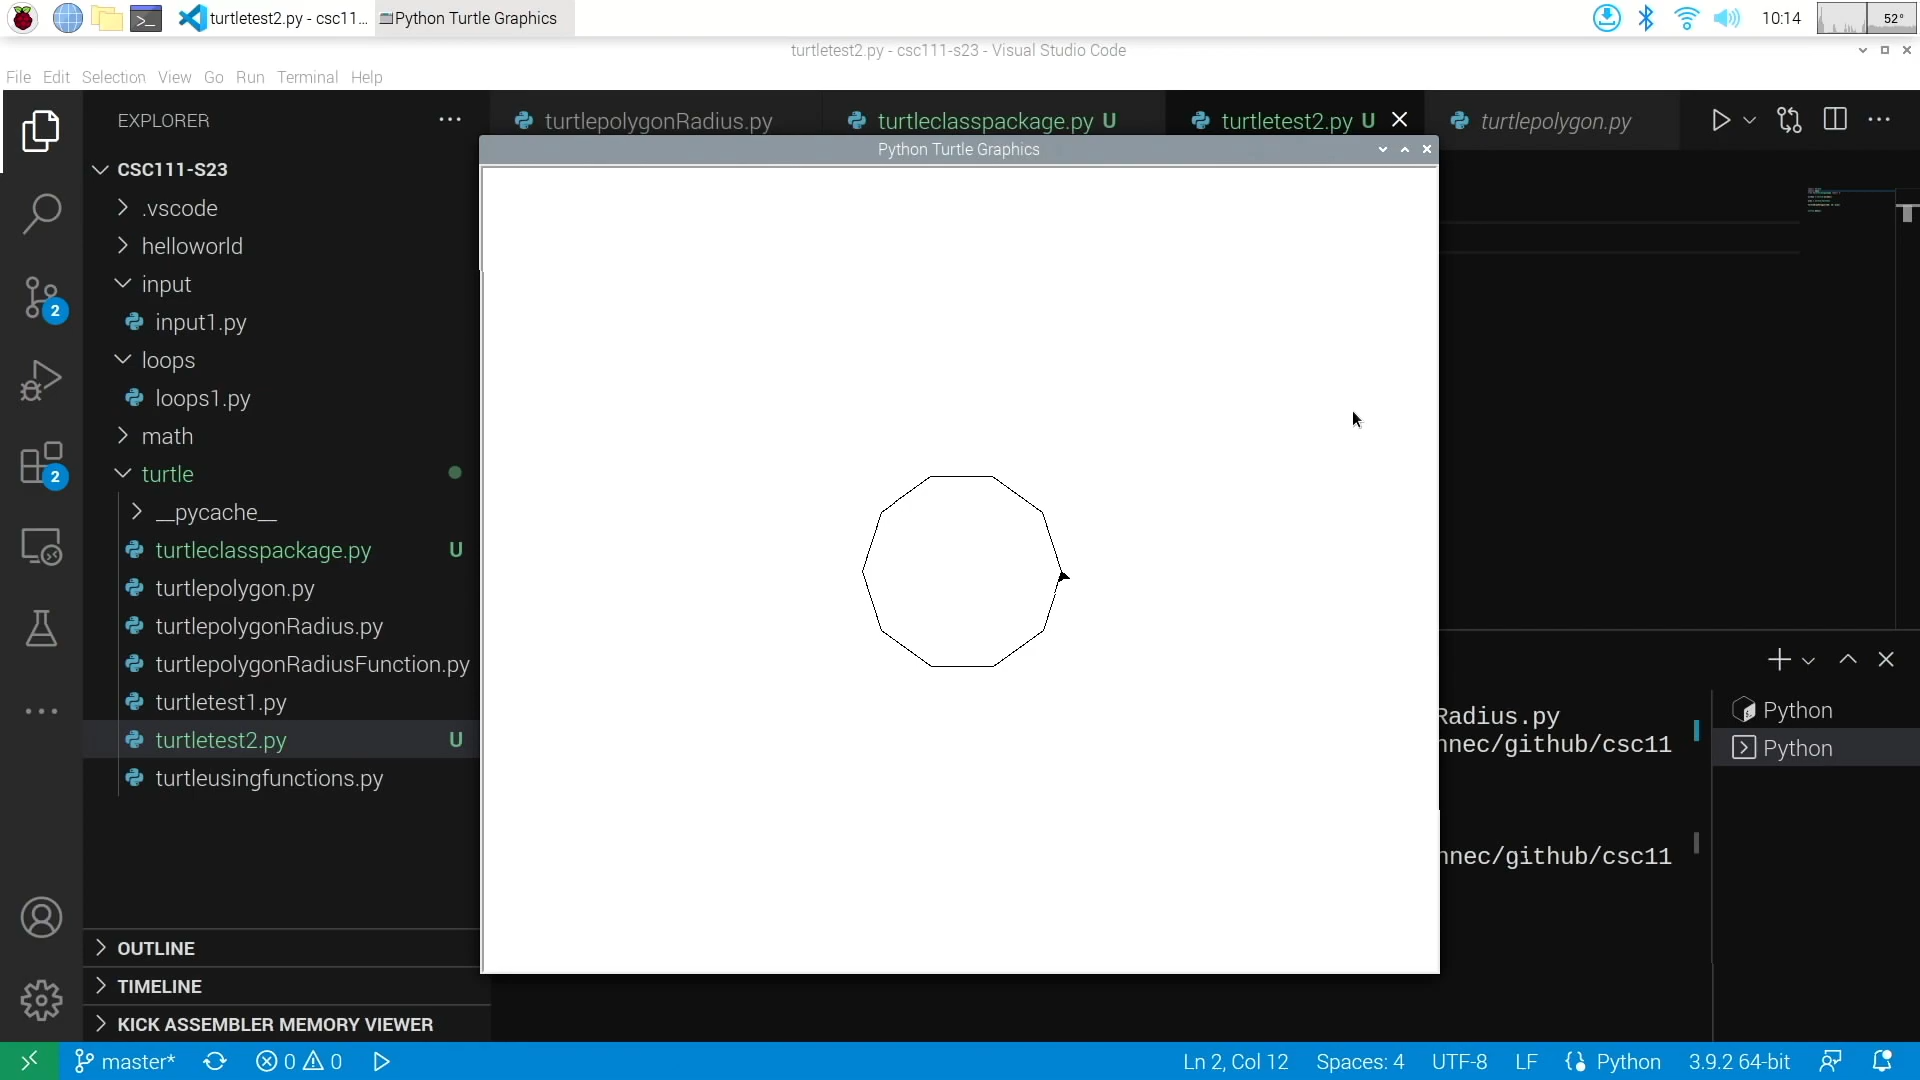 turtletest2.py - csc11...
Python Turtle Graphics
10:14
52°
turtletest2.py - csc111-s23 - Visual Studio Code
File Edit Selection View Go Run Terminal Help
EXPLORER
turtlepolygonRadius.py
turtleclasspackage.py U
turtletest2.py U
turtlepolygon.py
Python Turtle Graphics
CSC111-S23
.vscode
helloworld
input
input1.py
loops
loops1.py
math
turtle
__pycache__
turtleclasspackage.py U
turtlepolygon.py
turtlepolygonRadius.py
turtlepolygonRadiusFunction.py
turtletest1.py
turtletest2.py U
turtleusingfunctions.py
2
2
Radius.py
nnec/github/csc11
nnec/github/csc11
Python
Python
OUTLINE
TIMELINE
KICK ASSEMBLER MEMORY VIEWER
master* 0 0 Ln 2, Col 12 Spaces: 4 UTF-8 LF Python 3.9.2 64-bit